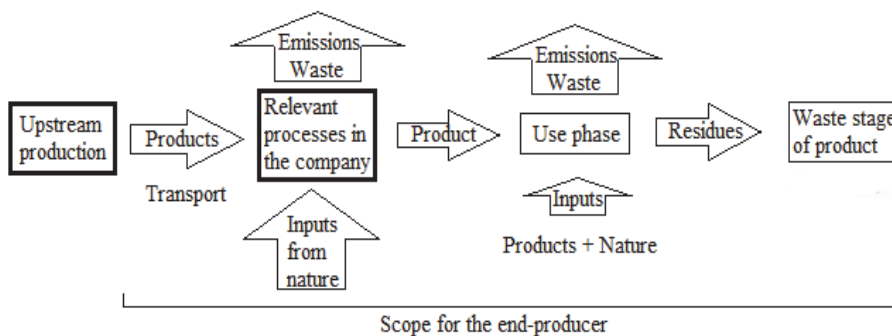 Emissions
Waste
Emissions
Waste
Upstream
production
Products
Transport
Relevant
processes in
the company
Product
Use phase
Residues
Waste stage
of product
Inputs
from
nature
Inputs
Products + Nature
Scope for the end-producer